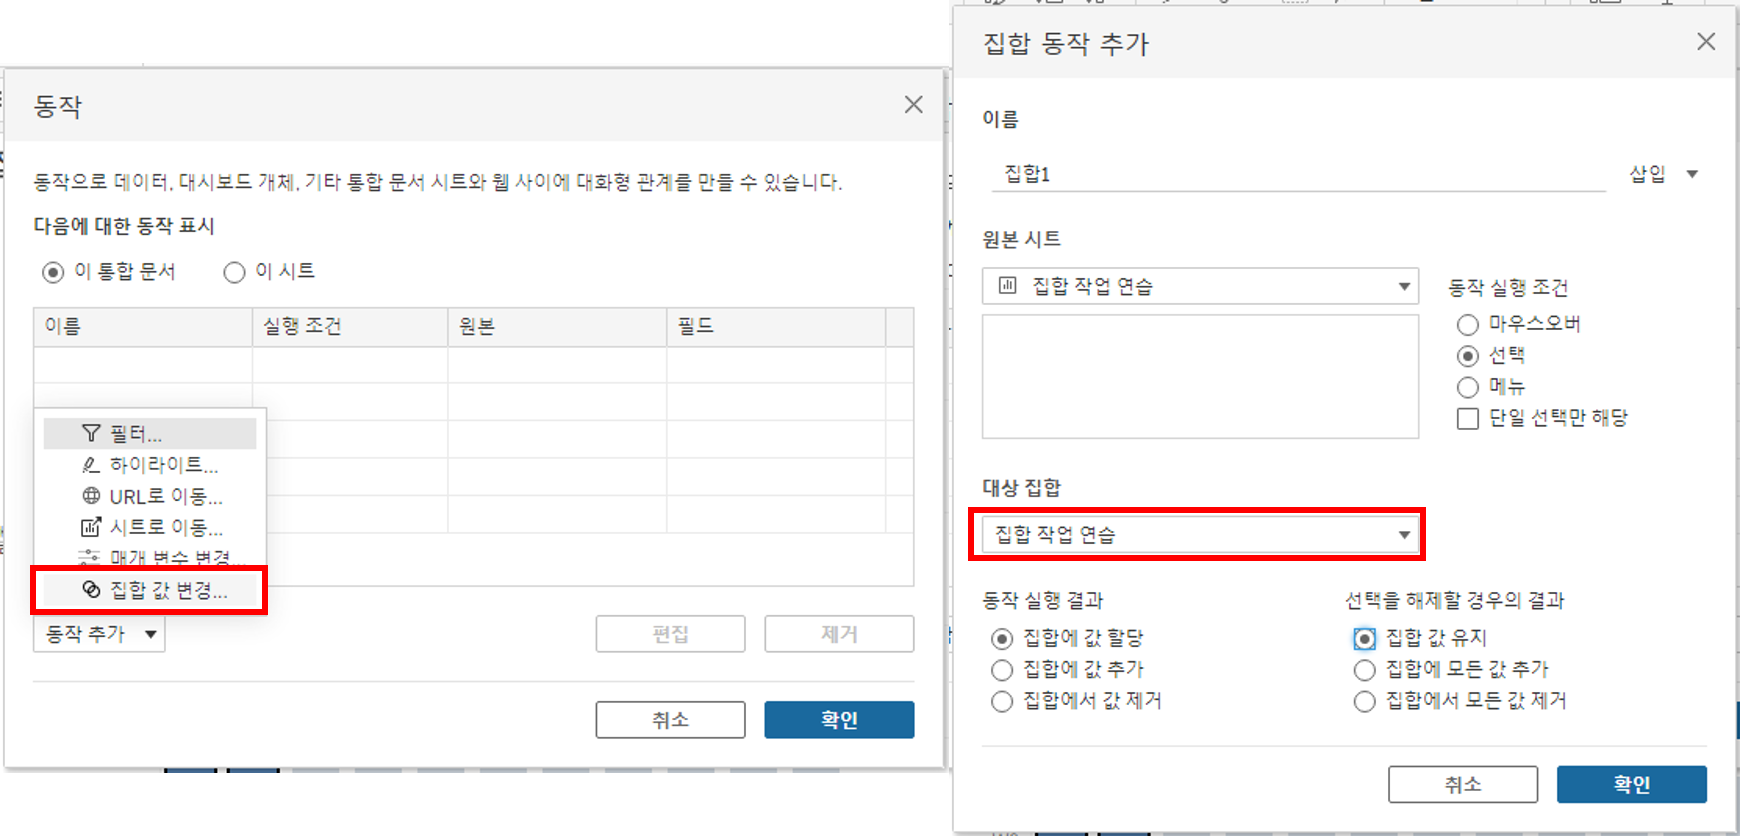 동작
동작으로 데이터, 대시보드 개체, 기타 통합 문서 시트와 웹 사이에 대화형 관계를 만들 수 있습니다.
다음에 대한 동작 표시
이 통합 문서 이 시트
이름 실행 조건 원본 필드
필터...
하이라이트...
URL로 이동...
시트로 이동...
매개 변수 변경...
집합 값 변경...
동작 추가 편집 제거
취소 확인
집합 동작 추가
이름
집합1 삽입
원본 시트
집합 작업 연습
동작 실행 조건
마우스오버
선택
메뉴
단일 선택만 해당
대상 집합
집합 작업 연습
동작 실행 결과
집합에 값 할당
집합에 값 추가
집합에서 값 제거
선택을 해제할 경우의 결과
집합 값 유지
집합에 모든 값 추가
집합에서 모든 값 제거
취소 확인